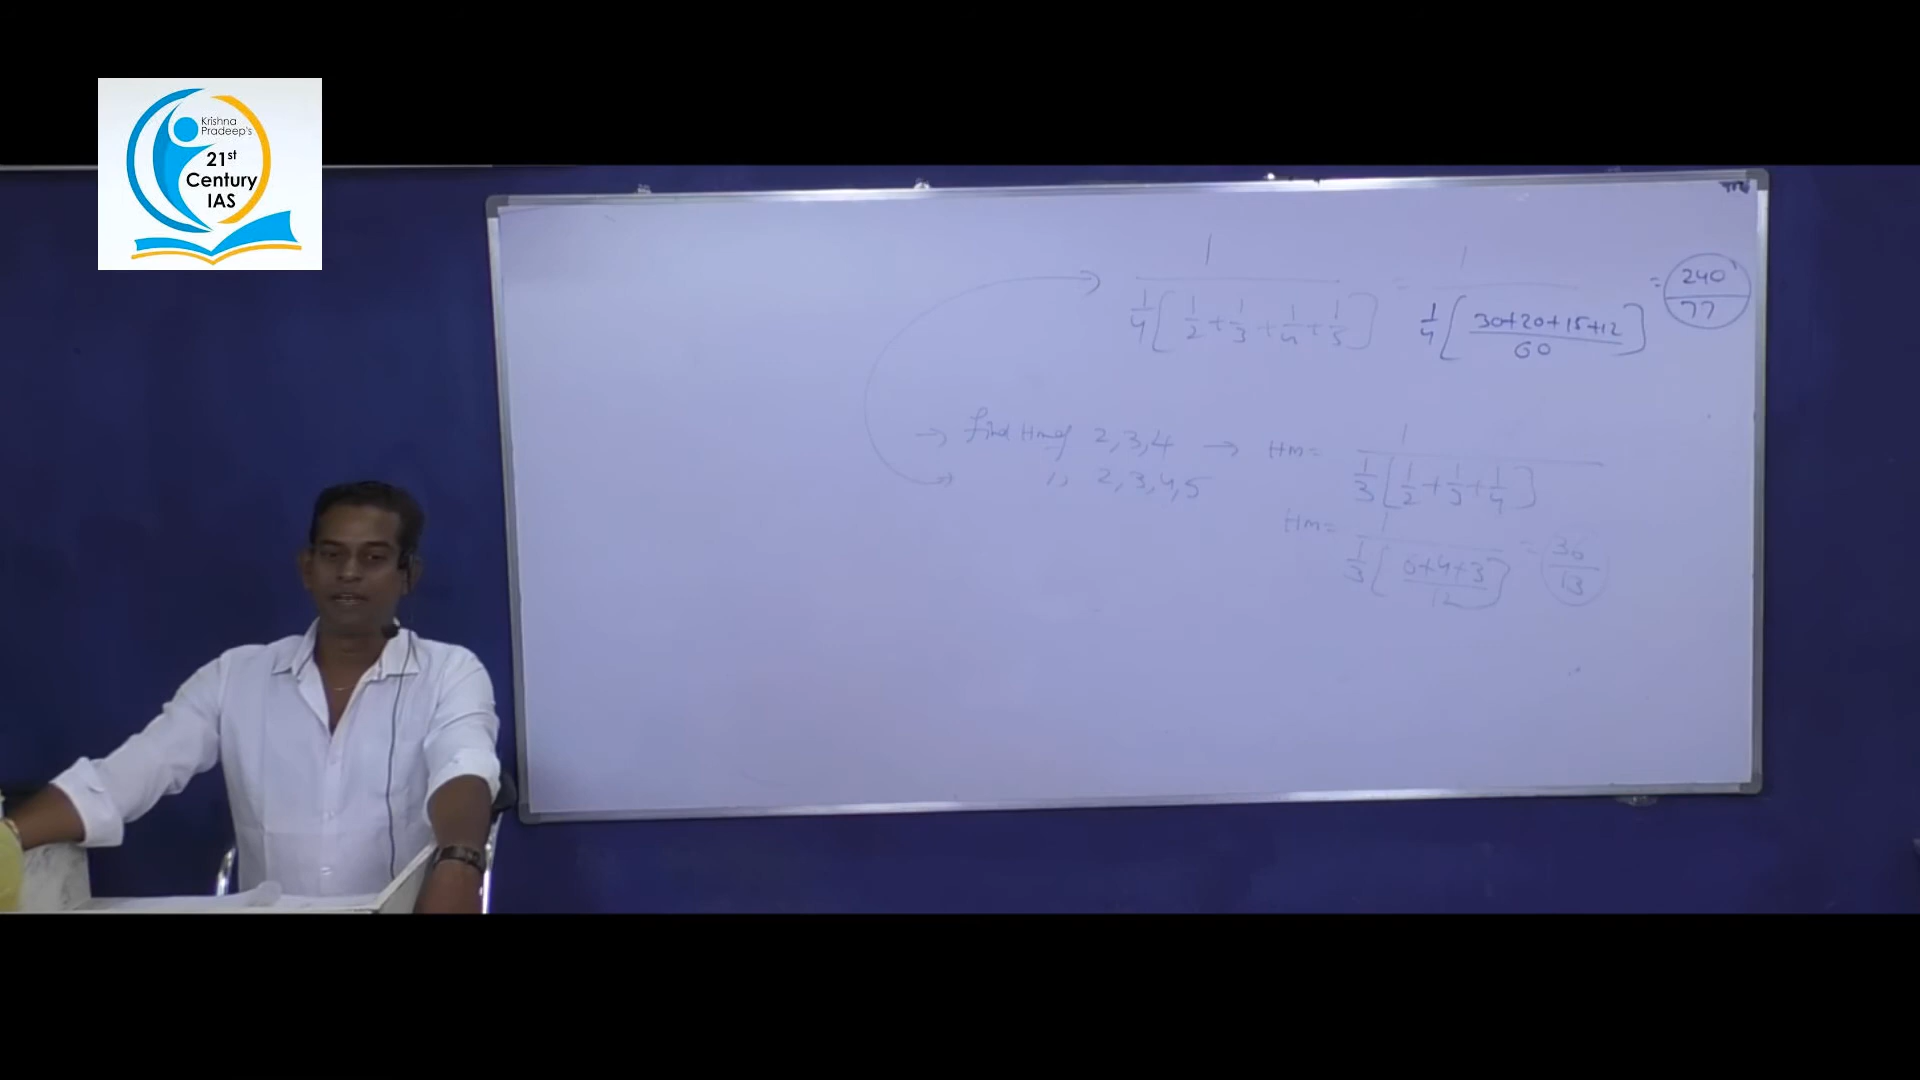 Krishna
Pradeep's
21st
Century
IAS
1 / 1/4 [ 1/2 + 1/3 + 1/4 + 1/5 ] = 1 / 1/4 [ 30+20+15+12 / 60 ] = 240/77
→ find Hm of 2,3,4 → Hm = 1 / 1/3 [ 1/2 + 1/3 + 1/4 ]
,, 2,3,4,5
Hm = 1 / 1/3 [ 6+4+3 / 12 ] = 36/13